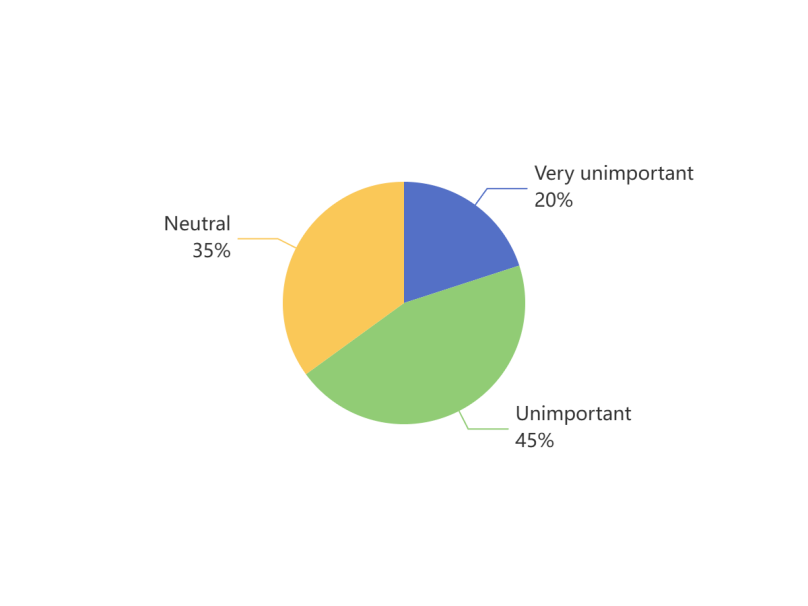 Very unimportant
20%
Neutral
35%
Unimportant
45%